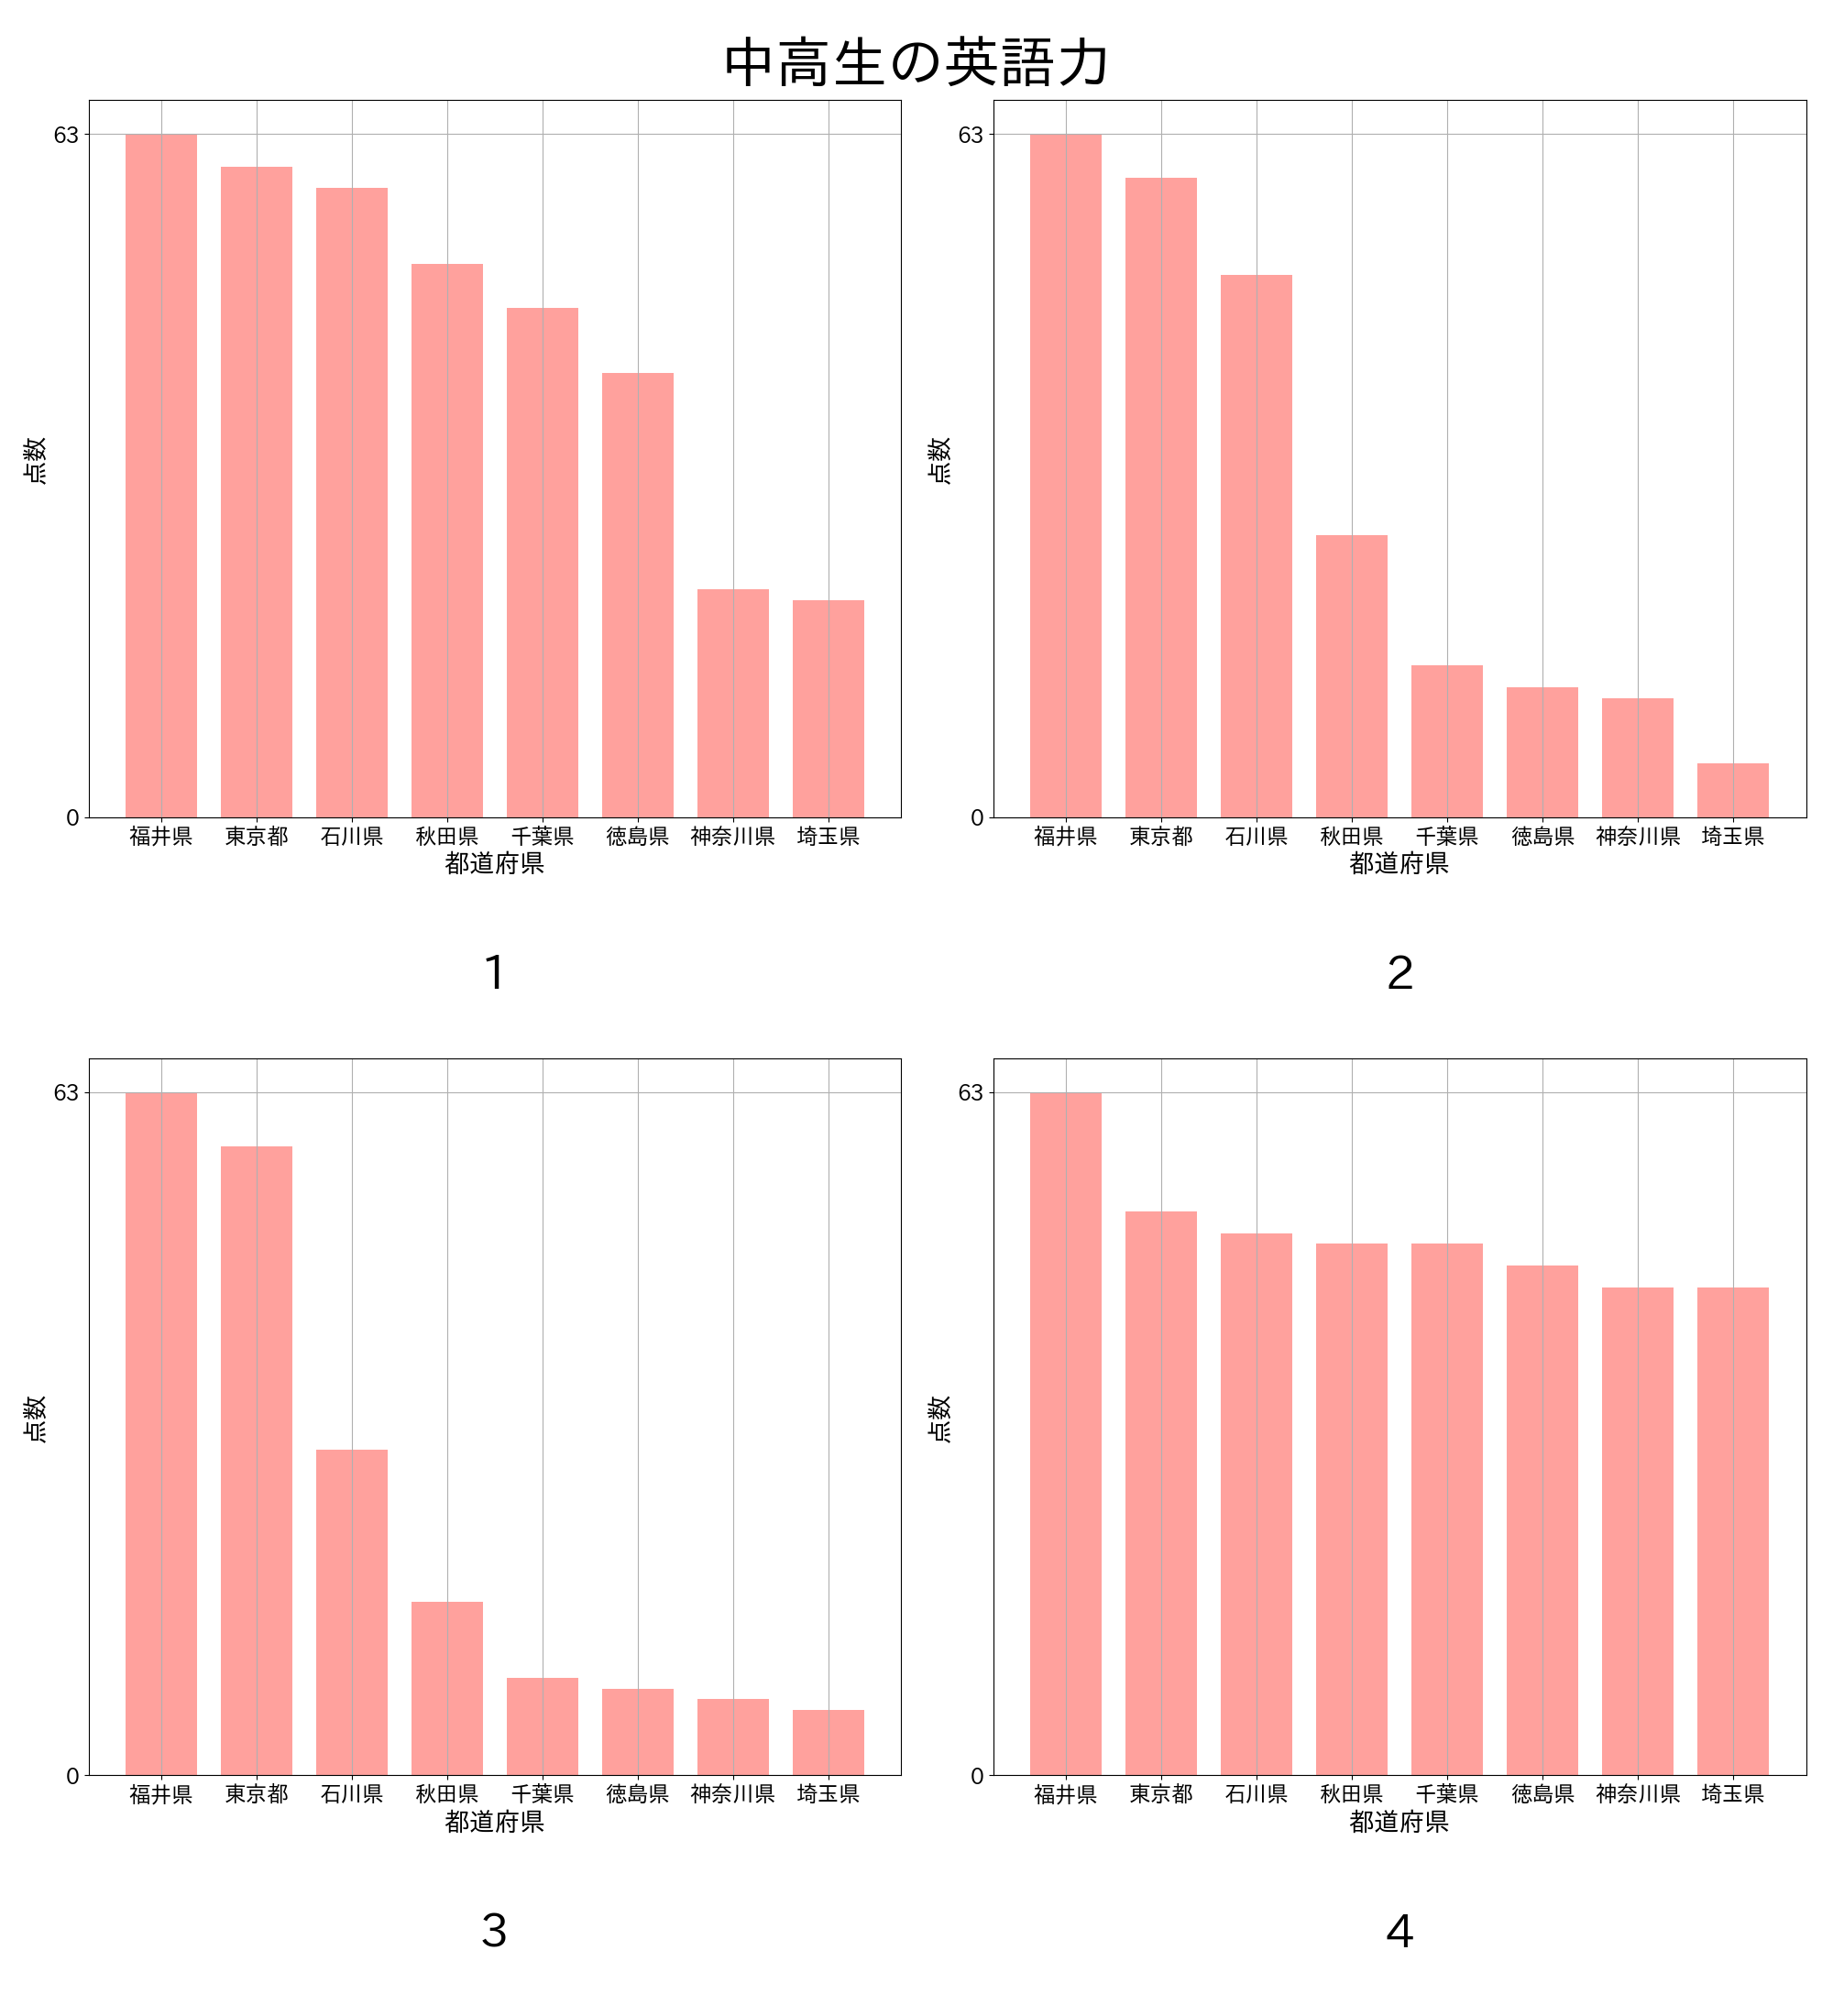 中高生の英語力
63
0
点数
福井県 東京都 石川県 秋田県 千葉県 徳島県 神奈川県 埼玉県
都道府県
1
63
0
点数
福井県 東京都 石川県 秋田県 千葉県 徳島県 神奈川県 埼玉県
都道府県
2
63
0
点数
福井県 東京都 石川県 秋田県 千葉県 徳島県 神奈川県 埼玉県
都道府県
3
63
0
点数
福井県 東京都 石川県 秋田県 千葉県 徳島県 神奈川県 埼玉県
都道府県
4